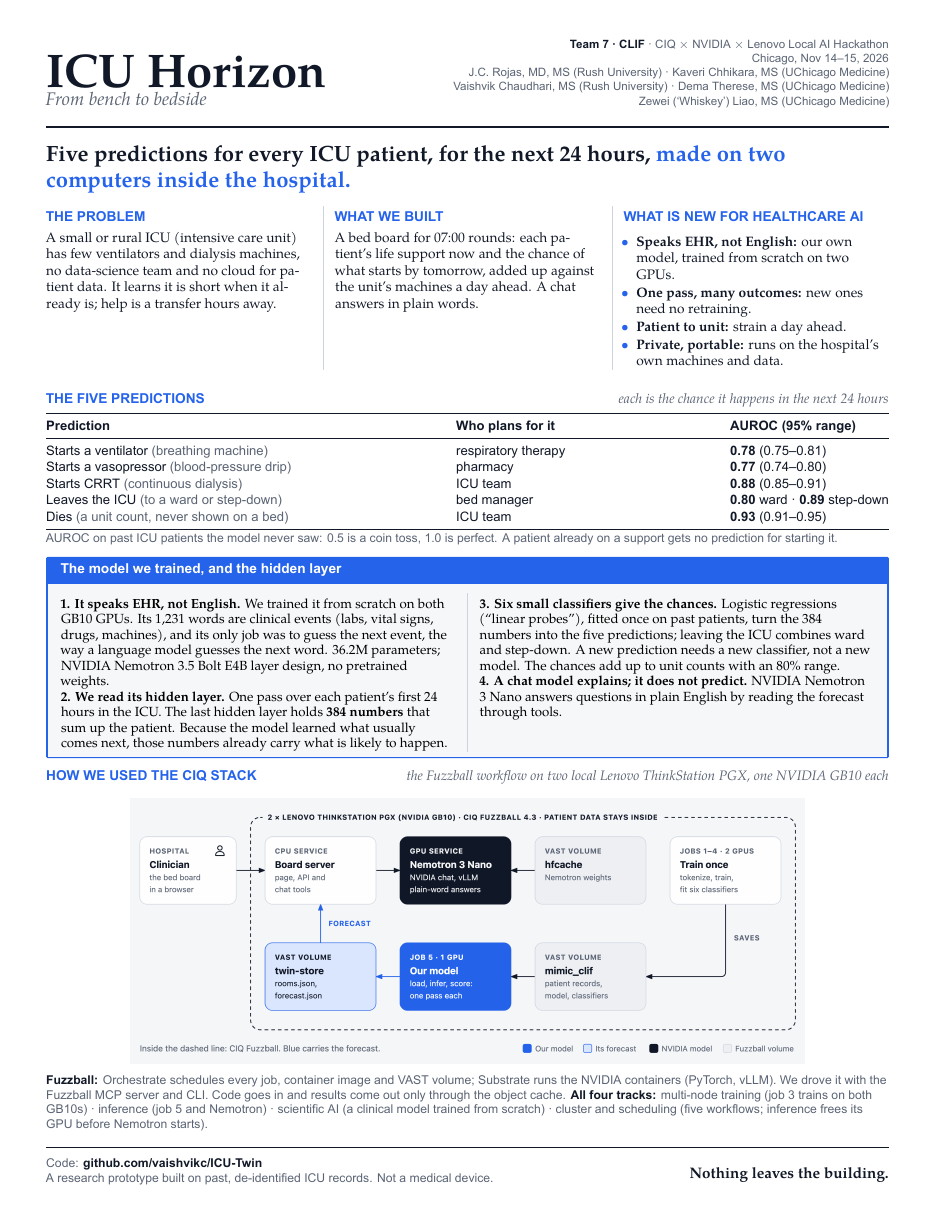 ICU Horizon
From bench to bedside
Team 7 · CLIF · CIQ × NVIDIA × Lenovo Local AI Hackathon
Chicago, Nov 14–15, 2026
J.C. Rojas, MD, MS (Rush University) · Kaveri Chhikara, MS (UChicago Medicine)
Vaishvik Chaudhari, MS (Rush University) · Dema Therese, MS (UChicago Medicine)
Zewei (‘Whiskey’) Liao, MS (UChicago Medicine)
Five predictions for every ICU patient, for the next 24 hours, made on two
computers inside the hospital.
THE PROBLEM
A small or rural ICU (intensive care unit)
has few ventilators and dialysis machines,
no data-science team and no cloud for pa-
tient data. It learns it is short when it al-
ready is; help is a transfer hours away.
WHAT WE BUILT
A bed board for 07:00 rounds: each pa-
tient’s life support now and the chance of
what starts by tomorrow, added up against
the unit’s machines a day ahead. A chat
answers in plain words.
WHAT IS NEW FOR HEALTHCARE AI
• Speaks EHR, not English: our own
model, trained from scratch on two
GPUs.
• One pass, many outcomes: new ones
need no retraining.
• Patient to unit: strain a day ahead.
• Private, portable: runs on the hospital’s
own machines and data.
THE FIVE PREDICTIONS
each is the chance it happens in the next 24 hours
Prediction Who plans for it AUROC (95% range)
Starts a ventilator (breathing machine) respiratory therapy 0.78 (0.75–0.81)
Starts a vasopressor (blood-pressure drip) pharmacy 0.77 (0.74–0.80)
Starts CRRT (continuous dialysis) ICU team 0.88 (0.85–0.91)
Leaves the ICU (to a ward or step-down) bed manager 0.80 ward · 0.89 step-down
Dies (a unit count, never shown on a bed) ICU team 0.93 (0.91–0.95)
AUROC on past ICU patients the model never saw: 0.5 is a coin toss, 1.0 is perfect. A patient already on a support gets no prediction for starting it.
The model we trained, and the hidden layer
1. It speaks EHR, not English. We trained it from scratch on both
GB10 GPUs. Its 1,231 words are clinical events (labs, vital signs,
drugs, machines), and its only job was to guess the next event, the
way a language model guesses the next word. 36.2M parameters;
NVIDIA Nemotron 3.5 Bolt E4B layer design, no pretrained
weights.
2. We read its hidden layer. One pass over each patient’s first 24
hours in the ICU. The last hidden layer holds 384 numbers that
sum up the patient. Because the model learned what usually
comes next, those numbers already carry what is likely to happen.
3. Six small classifiers give the chances. Logistic regressions
(“linear probes”), fitted once on past patients, turn the 384
numbers into the five predictions; leaving the ICU combines ward
and step-down. A new prediction needs a new classifier, not a new
model. The chances add up to unit counts with an 80% range.
4. A chat model explains; it does not predict. NVIDIA Nemotron
3 Nano answers questions in plain English by reading the forecast
through tools.
HOW WE USED THE CIQ STACK
the Fuzzball workflow on two local Lenovo ThinkStation PGX, one NVIDIA GB10 each
2 × LENOVO THINKSTATION PGX (NVIDIA GB10) · CIQ FUZZBALL 4.3 · PATIENT DATA STAYS INSIDE
HOSPITAL
Clinician
the bed board
in a browser
CPU SERVICE
Board server
page, API and
chat tools
GPU SERVICE
Nemotron 3 Nano
NVIDIA chat, vLLM
plain-word answers
VAST VOLUME
hfcache
Nemotron weights
JOBS 1–4 · 2 GPUS
Train once
tokenize, train,
fit six classifiers
FORECAST
SAVES
VAST VOLUME
twin-store
rooms.json,
forecast.json
JOB 5 · 1 GPU
Our model
load, infer, score:
one pass each
VAST VOLUME
mimic_clif
patient records,
model, classifiers
Inside the dashed line: CIQ Fuzzball. Blue carries the forecast.
Our model Its forecast NVIDIA model Fuzzball volume
Fuzzball: Orchestrate schedules every job, container image and VAST volume; Substrate runs the NVIDIA containers (PyTorch, vLLM). We drove it with the
Fuzzball MCP server and CLI. Code goes in and results come out only through the object cache. All four tracks: multi-node training (job 3 trains on both
GB10s) · inference (job 5 and Nemotron) · scientific AI (a clinical model trained from scratch) · cluster and scheduling (five workflows; inference frees its
GPU before Nemotron starts).
Code: github.com/vaishvikc/ICU-Twin
A research prototype built on past, de-identified ICU records. Not a medical device.
Nothing leaves the building.